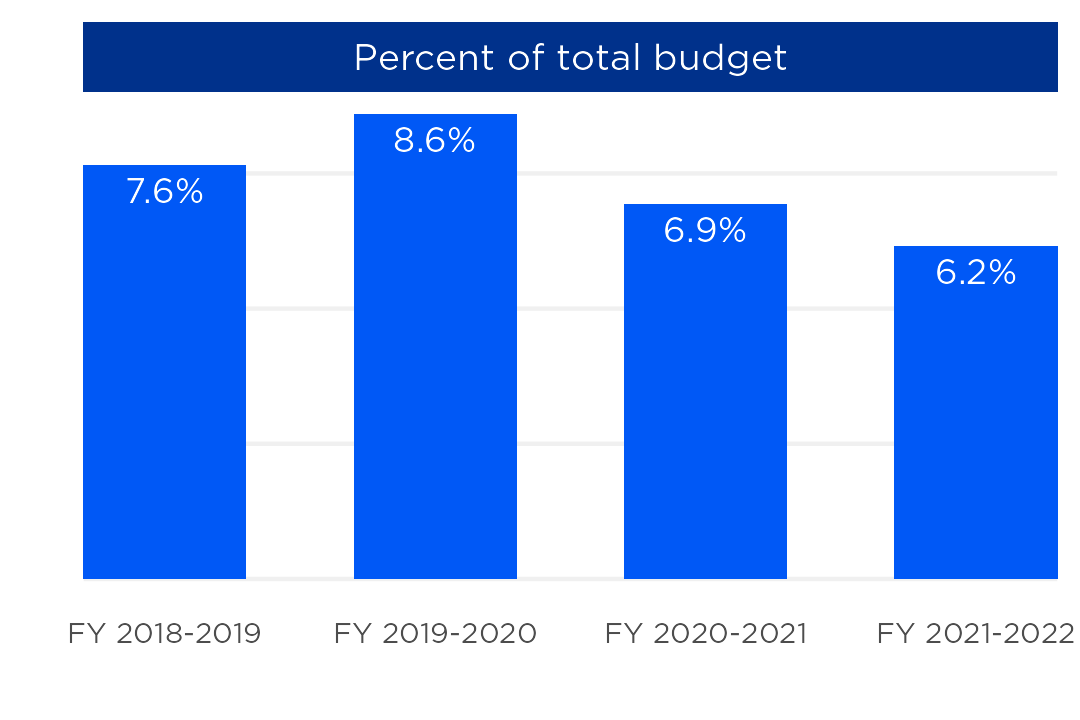 Percent of total budget
7.6%
8.6%
6.9%
6.2%
FY 2018-2019
FY 2019-2020
FY 2020-2021
FY 2021-2022